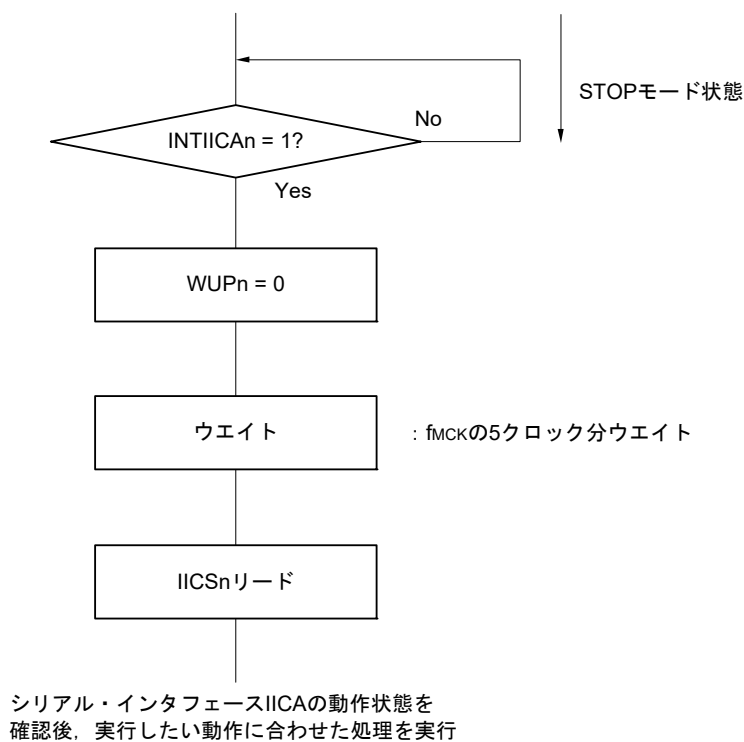 STOPモード状態
No
INTIICAn = 1?
Yes
WUPn = 0
ウエイト
: fMCKの5クロック分ウエイト
IICSnリード
シリアル・インタフェースIICAの動作状態を
確認後，実行したい動作に合わせた処理を実行